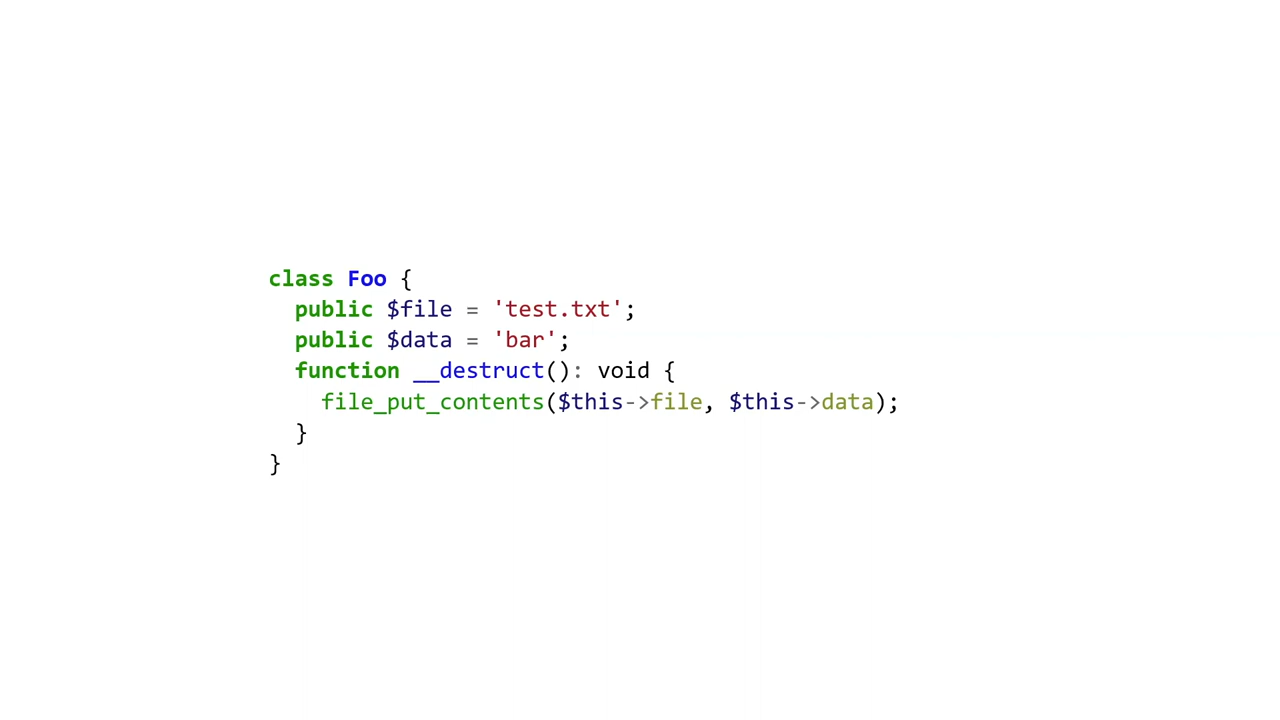 class Foo {
  public $file = 'test.txt';
  public $data = 'bar';
  function __destruct(): void {
    file_put_contents($this->file, $this->data);
  }
}